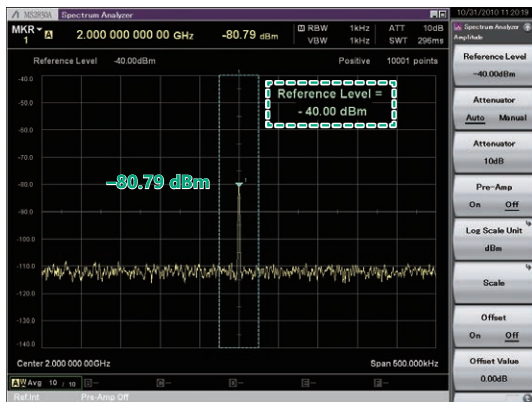 MS2830A Spectrum Analyzer
10/31/2010 11:20:19
MKR 1 A 2.000 000 000 00 GHz -80.79 dBm
RBW 1kHz ATT 10dB
VBW 1kHz SWT 296ms
Reference Level -40.00dBm Positive 10001 points
-40.0
-50.0
-60.0
-70.0
-80.0
-90.0
-100.0
-110.0
-120.0
-130.0
-140.0
Reference Level =
- 40.00 dBm
–80.79 dBm
1
Center 2.000 000 00GHz Span 500.000kHz
A W Avg 10 / 10
Ref.Int Pre-Amp Off
Spectrum Analyzer
Amplitude
Reference Level
-40.00dBm
Attenuator
Auto Manual
Attenuator
10dB
Pre-Amp
On Off
Log Scale Unit
dBm
Scale
Offset
On Off
Offset Value
0.00dB